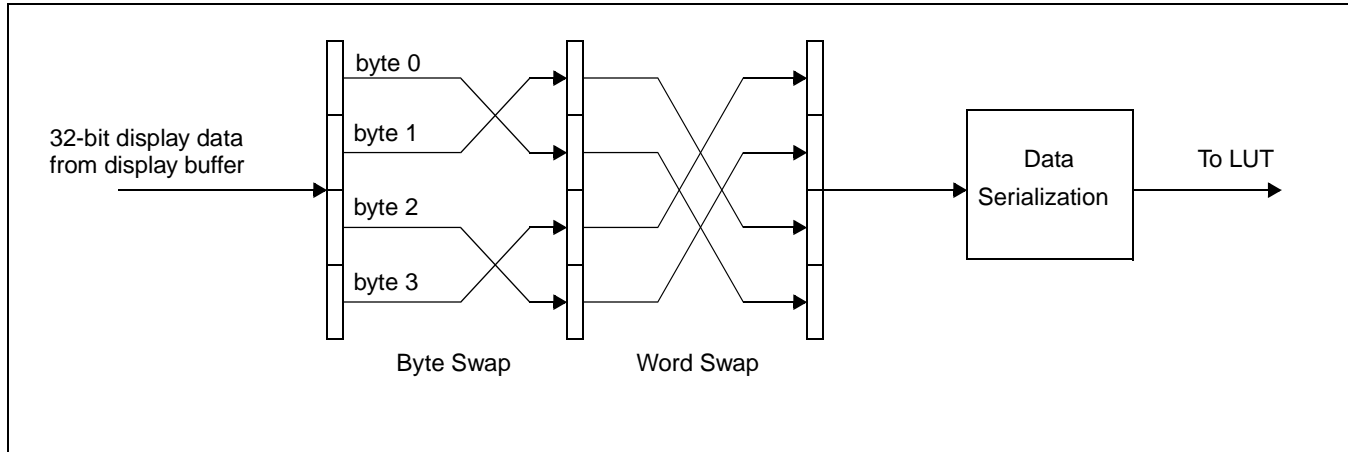 byte 0
byte 1
32-bit display data
from display buffer
byte 2
byte 3
Byte Swap
Word Swap
Data
Serialization
To LUT